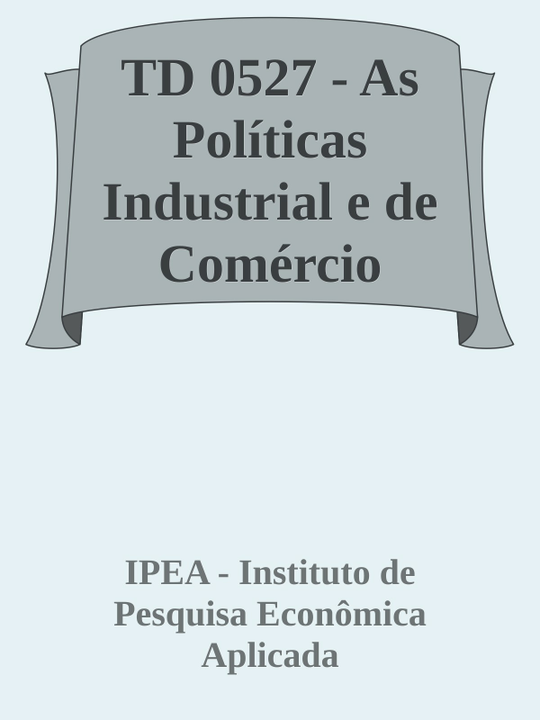 TD 0527 - As
Políticas
Industrial e de
Comércio
IPEA - Instituto de
Pesquisa Econômica
Aplicada